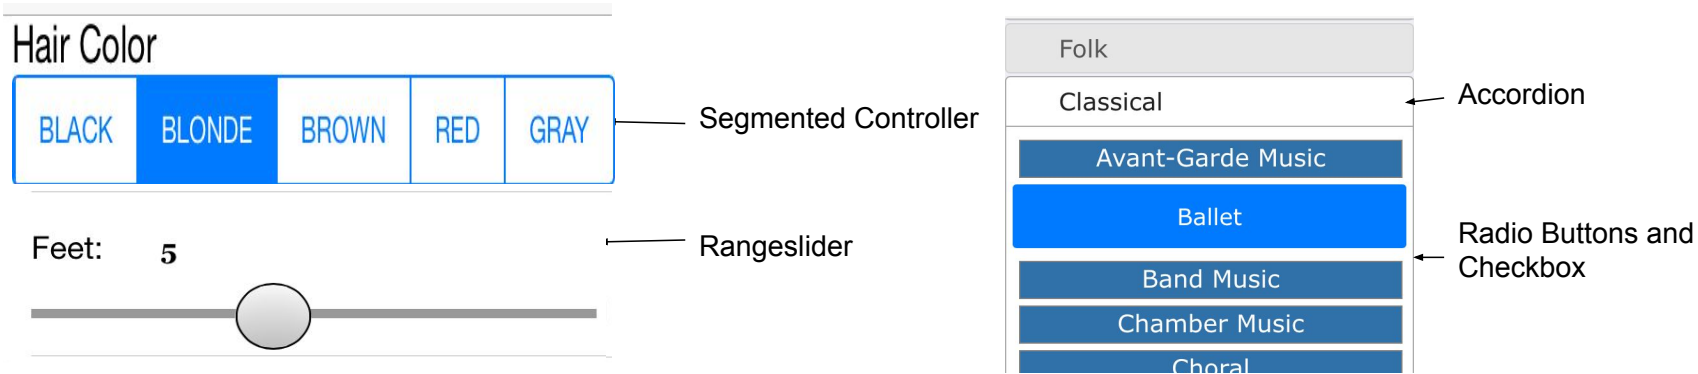 Hair Color
BLACK BLONDE BROWN RED GRAY
Segmented Controller
Feet: 5
Rangeslider
Folk
Classical
Accordion
Avant-Garde Music
Ballet
Radio Buttons and
Checkbox
Band Music
Chamber Music
Choral